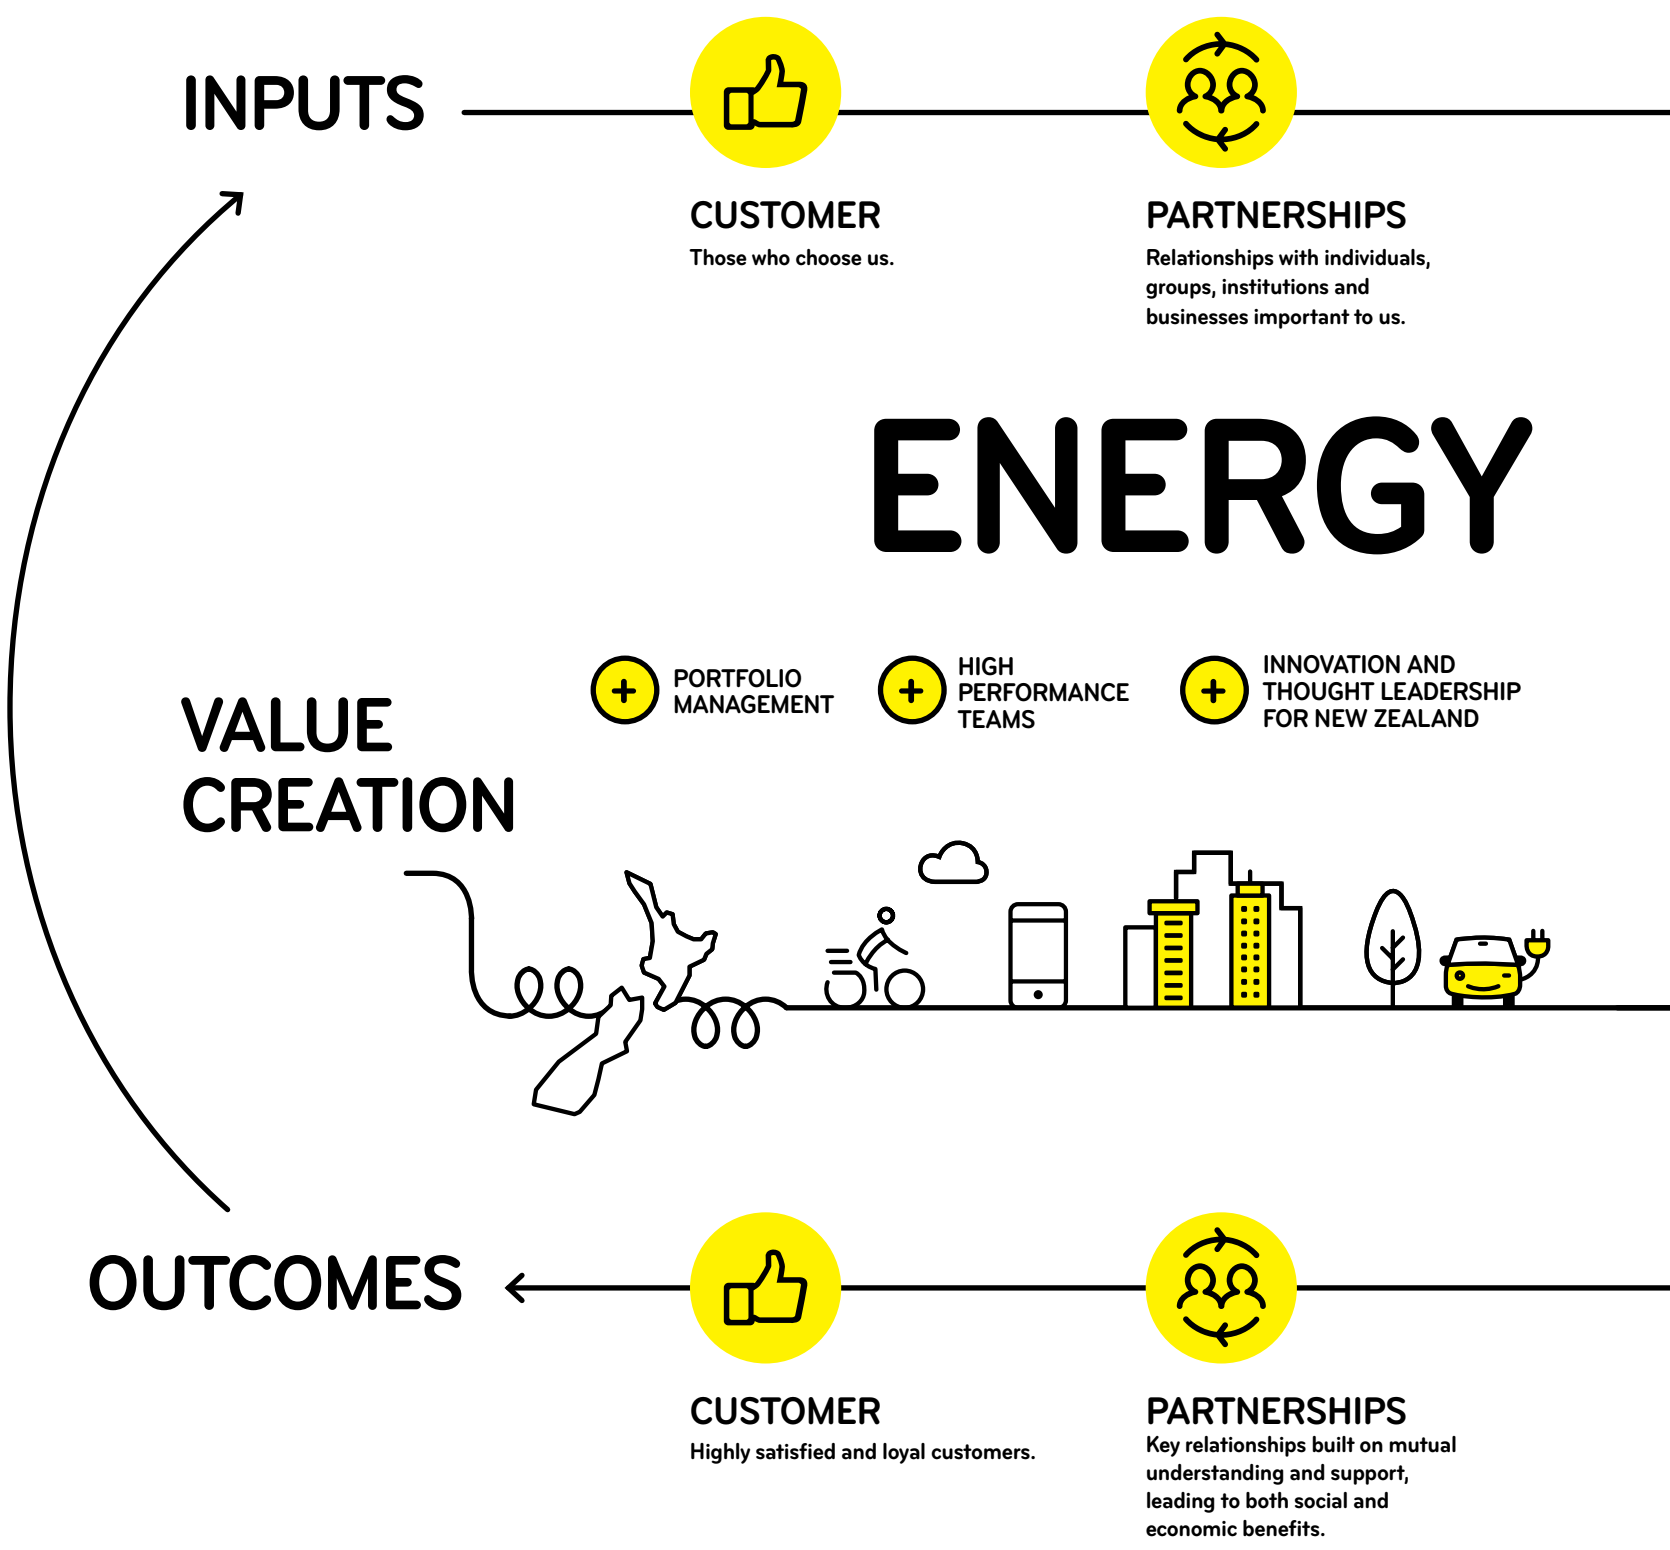 INPUTS
CUSTOMER
Those who choose us.
PARTNERSHIPS
Relationships with individuals,
groups, institutions and
businesses important to us.
ENERGY
PORTFOLIO
MANAGEMENT
HIGH
PERFORMANCE
TEAMS
INNOVATION AND
THOUGHT LEADERSHIP
FOR NEW ZEALAND
VALUE
CREATION
OUTCOMES
CUSTOMER
Highly satisfied and loyal customers.
PARTNERSHIPS
Key relationships built on mutual
understanding and support,
leading to both social and
economic benefits.